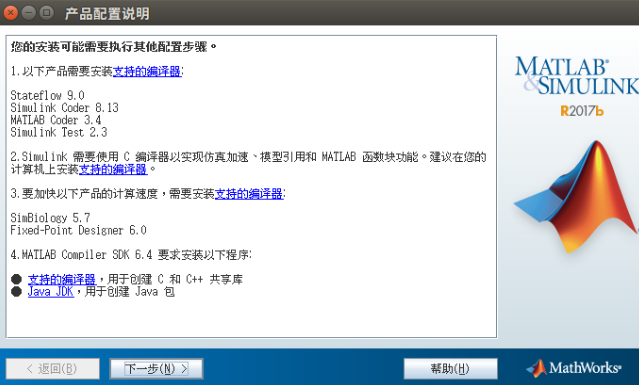 产品配置说明
您的安装可能需要执行其他配置步骤。
1.以下产品需要安装支持的编译器:
Stateflow 9.0
Simulink Coder 8.13
MATLAB Coder 3.4
Simulink Test 2.3
2.Simulink 需要使用 C 编译器以实现仿真加速、模型引用和 MATLAB 函数块功能。建议在您的
计算机上安装支持的编译器。
3.要加快以下产品的计算速度，需要安装支持的编译器:
SimBiology 5.7
Fixed-Point Designer 6.0
4.MATLAB Compiler SDK 6.4 要求安装以下程序:
● 支持的编译器，用于创建 C 和 C++ 共享库
● Java JDK，用于创建 Java 包
MATLAB®
&SIMULINK
R2017b
< 返回(B)
下一步(N) >
帮助(H)
MathWorks®